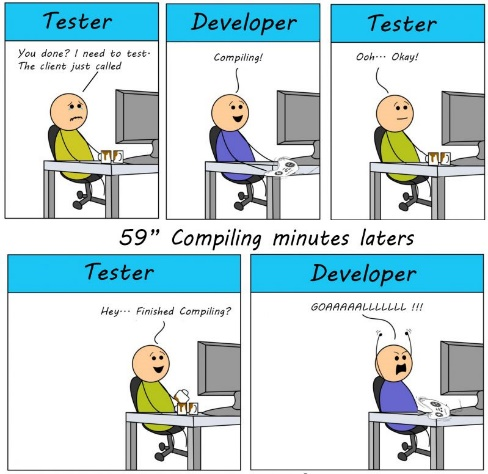 Tester
You done? I need to test.
The client just called
Developer
Compiling!
Tester
Ooh... Okay!
59" Compiling minutes laters
Tester
Hey... Finished Compiling?
Developer
GOAAAAALLLLLLL !!!